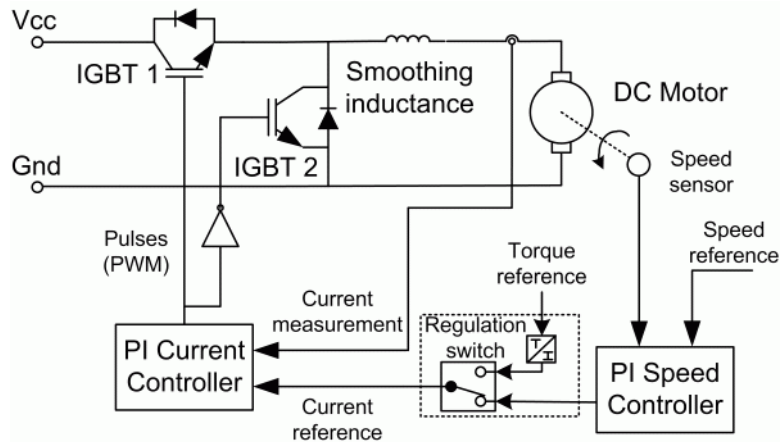 Vcc
IGBT 1
Smoothing
inductance
DC Motor
IGBT 2
Gnd
Speed
sensor
Pulses
(PWM)
Torque
reference
Speed
reference
Current
measurement
Regulation
switch
T
I
PI Current
Controller
PI Speed
Controller
Current
reference